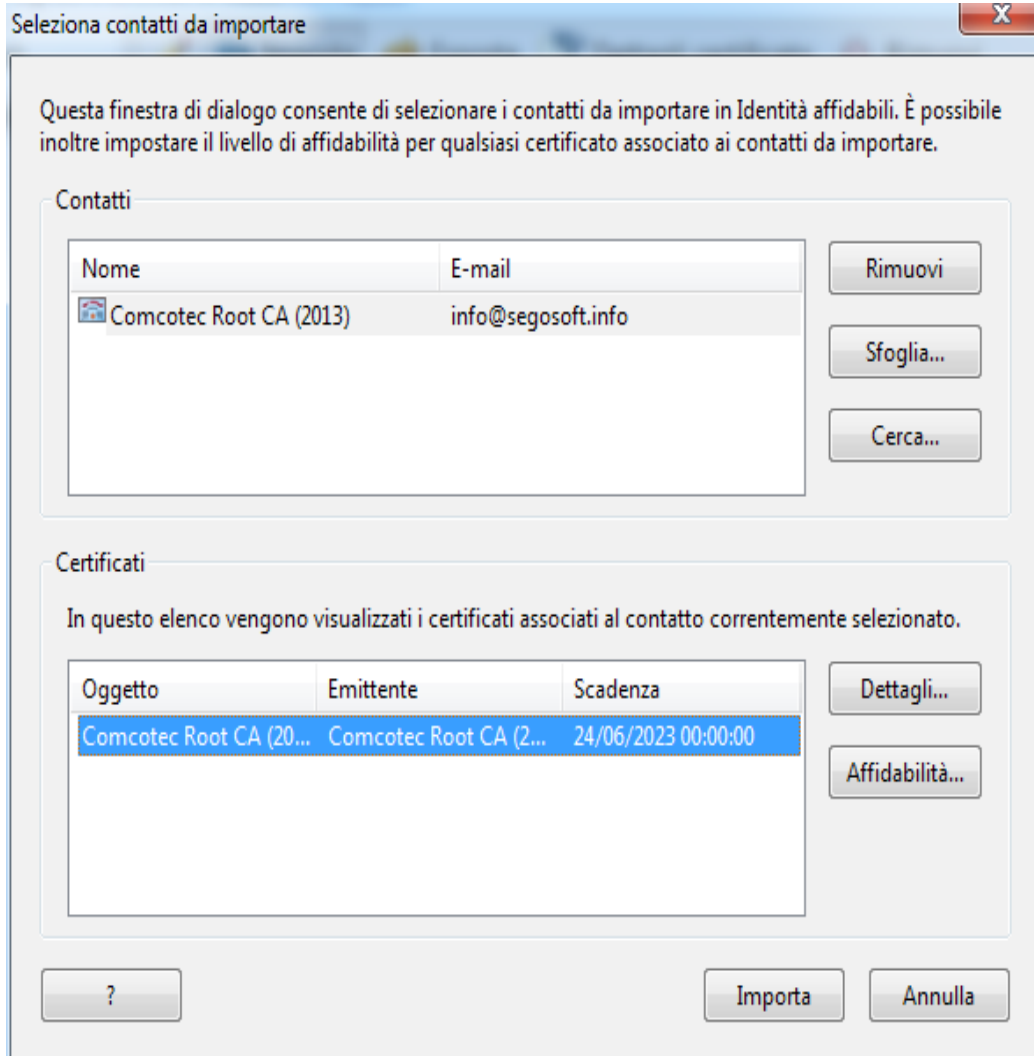 Seleziona contatti da importare
X
Questa finestra di dialogo consente di selezionare i contatti da importare in Identità affidabili. È possibile
inoltre impostare il livello di affidabilità per qualsiasi certificato associato ai contatti da importare.
Contatti
Nome E-mail
Comcotec Root CA (2013) info@segosoft.info
Rimuovi
Sfoglia...
Cerca...
Certificati
In questo elenco vengono visualizzati i certificati associati al contatto correntemente selezionato.
Oggetto Emittente Scadenza
Comcotec Root CA (20... Comcotec Root CA (2... 24/06/2023 00:00:00
Dettagli...
Affidabilità...
? Importa Annulla